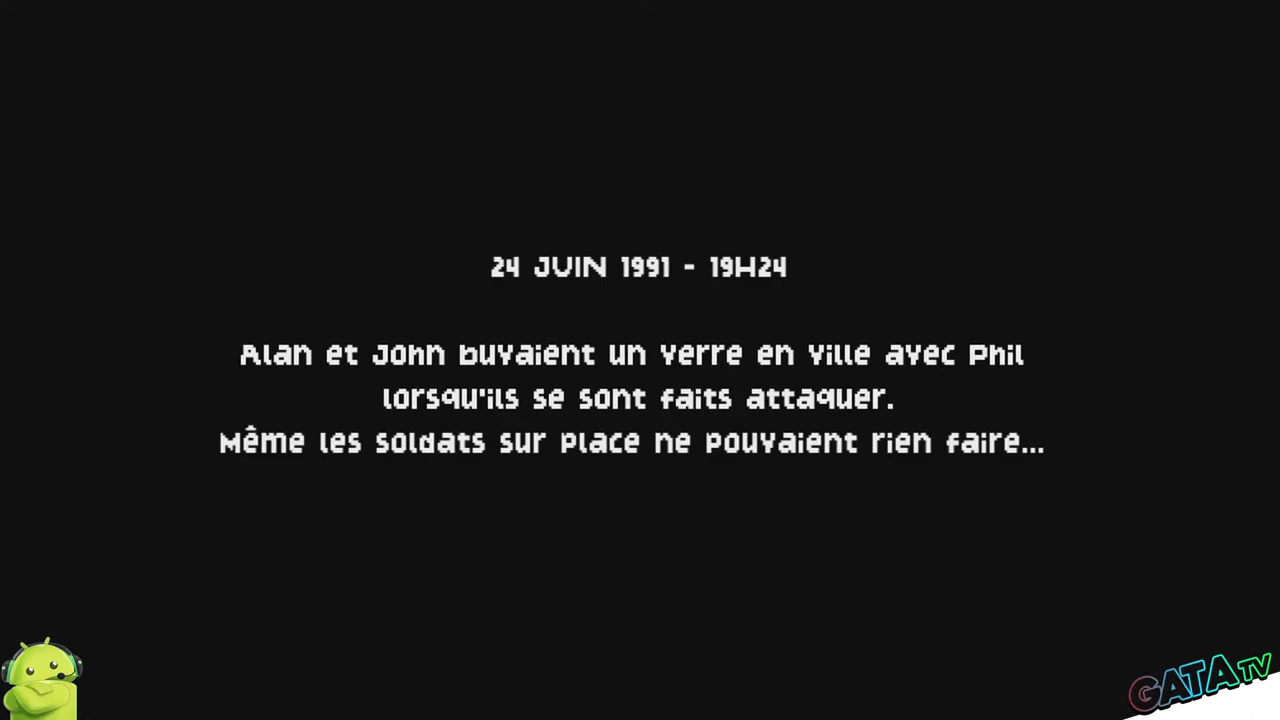 24 JUIN 1991 - 19H24
Alan et John buvaient un verre en ville avec Phil
lorsqu'ils se sont faits attaquer.
Même les soldats sur place ne pouvaient rien faire...
GATA TV